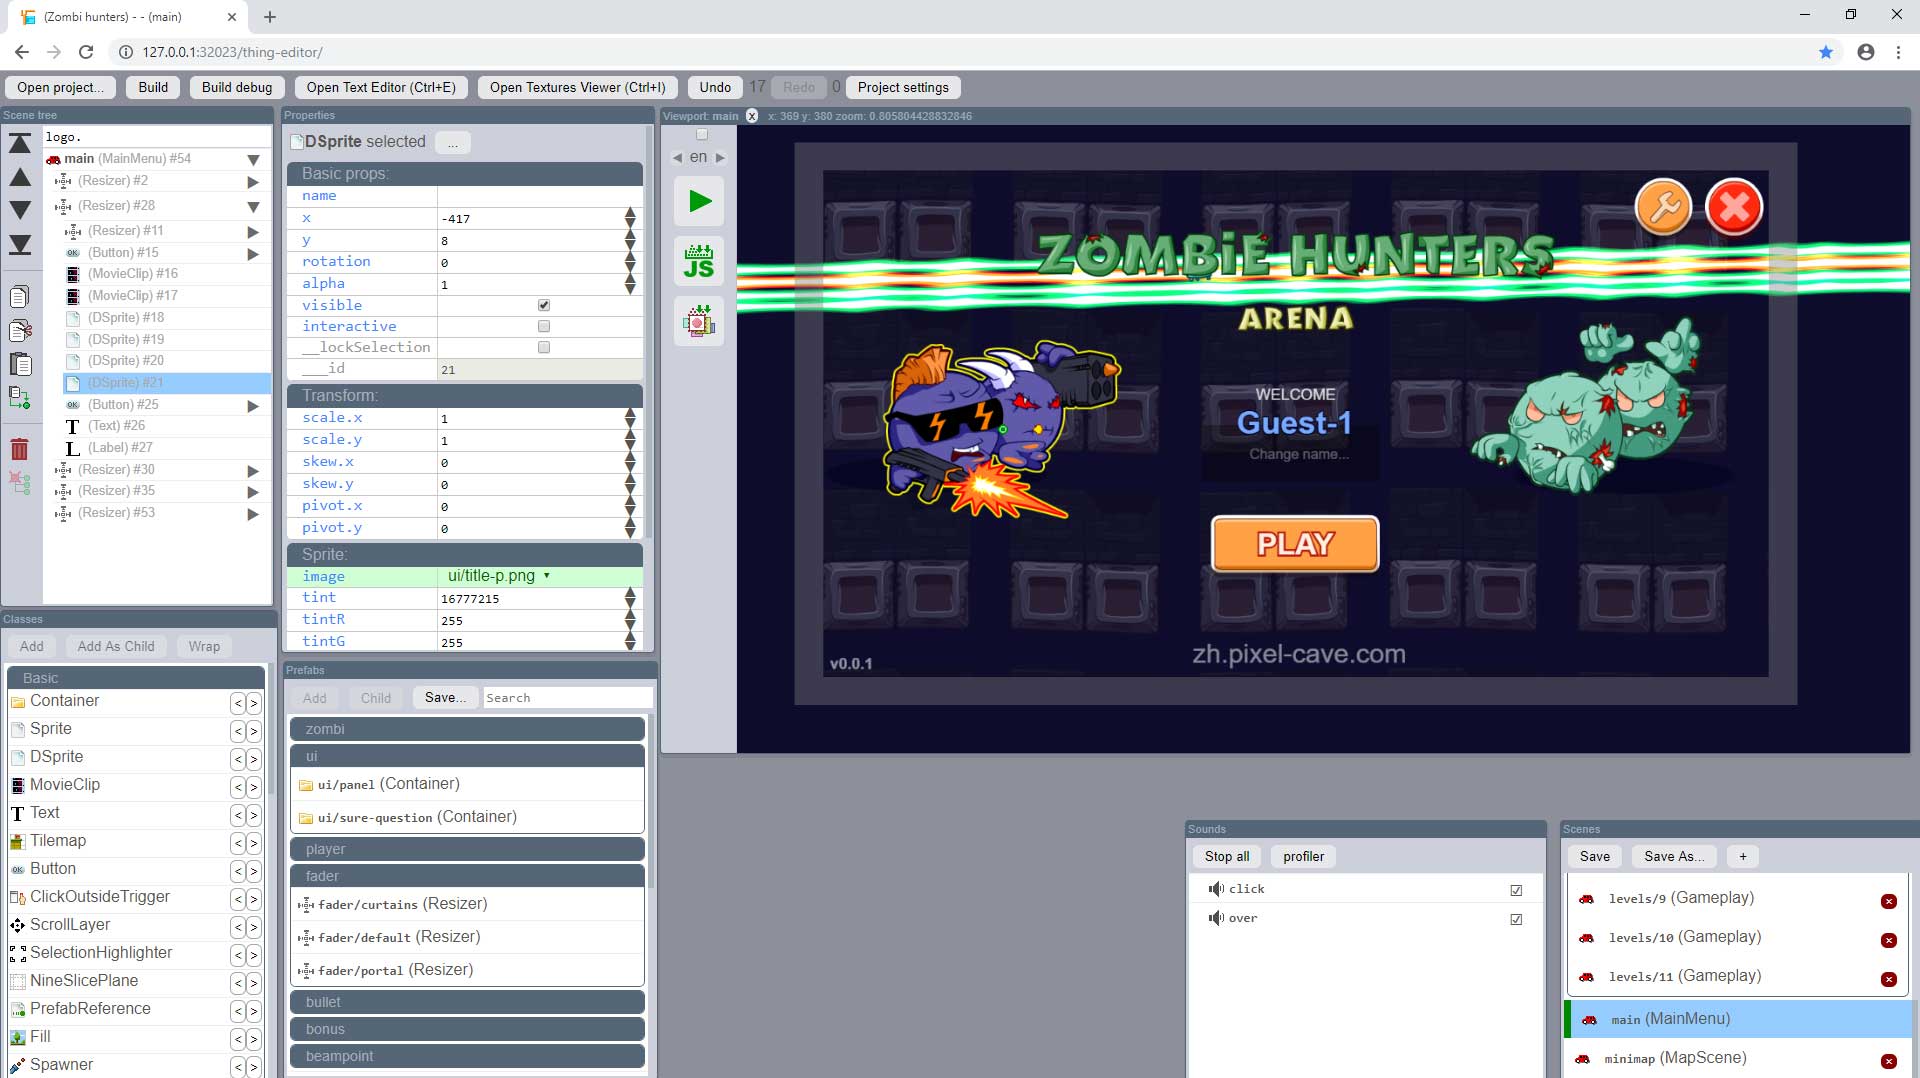 (Zombi hunters) - - (main)
127.0.0.1:32023/thing-editor/
Open project...
Build
Build debug
Open Text Editor (Ctrl+E)
Open Textures Viewer (Ctrl+I)
Undo
17
Redo
0
Project settings
Scene tree
logo.
main (MainMenu) #54
(Resizer) #2
(Resizer) #28
(Resizer) #11
(Button) #15
(MovieClip) #16
(MovieClip) #17
(DSprite) #18
(DSprite) #19
(DSprite) #20
(DSprite) #21
(Button) #25
(Text) #26
(Label) #27
(Resizer) #30
(Resizer) #35
(Resizer) #53
Classes
Add
Add As Child
Wrap
Basic
Container < >
Sprite < >
DSprite < >
MovieClip < >
Text < >
Tilemap < >
Button < >
ClickOutsideTrigger < >
ScrollLayer < >
SelectionHighlighter < >
NineSlicePlane < >
PrefabReference < >
Fill < >
Spawner < >
Properties
DSprite selected ...
Basic props:
name
x -417
y 8
rotation 0
alpha 1
visible
interactive
__lockSelection
___id 21
Transform:
scale.x 1
scale.y 1
skew.x 0
skew.y 0
pivot.x 0
pivot.y 0
Sprite:
image ui/title-p.png
tint 16777215
tintR 255
tintG 255
Prefabs
Add
Child
Save...
Search
zombi
ui
ui/panel (Container)
ui/sure-question (Container)
player
fader
fader/curtains (Resizer)
fader/default (Resizer)
fader/portal (Resizer)
bullet
bonus
beampoint
Viewport: main x x: 369 y: 380 zoom: 0.805804428832846
en
JS
ZOMBiE HUNTERS
ARENA
WELCOME
Guest-1
Change name...
PLAY
zh.pixel-cave.com
v0.0.1
Sounds
Stop all
profiler
click
over
Scenes
Save
Save As...
+
levels/9 (Gameplay)
levels/10 (Gameplay)
levels/11 (Gameplay)
main (MainMenu)
minimap (MapScene)